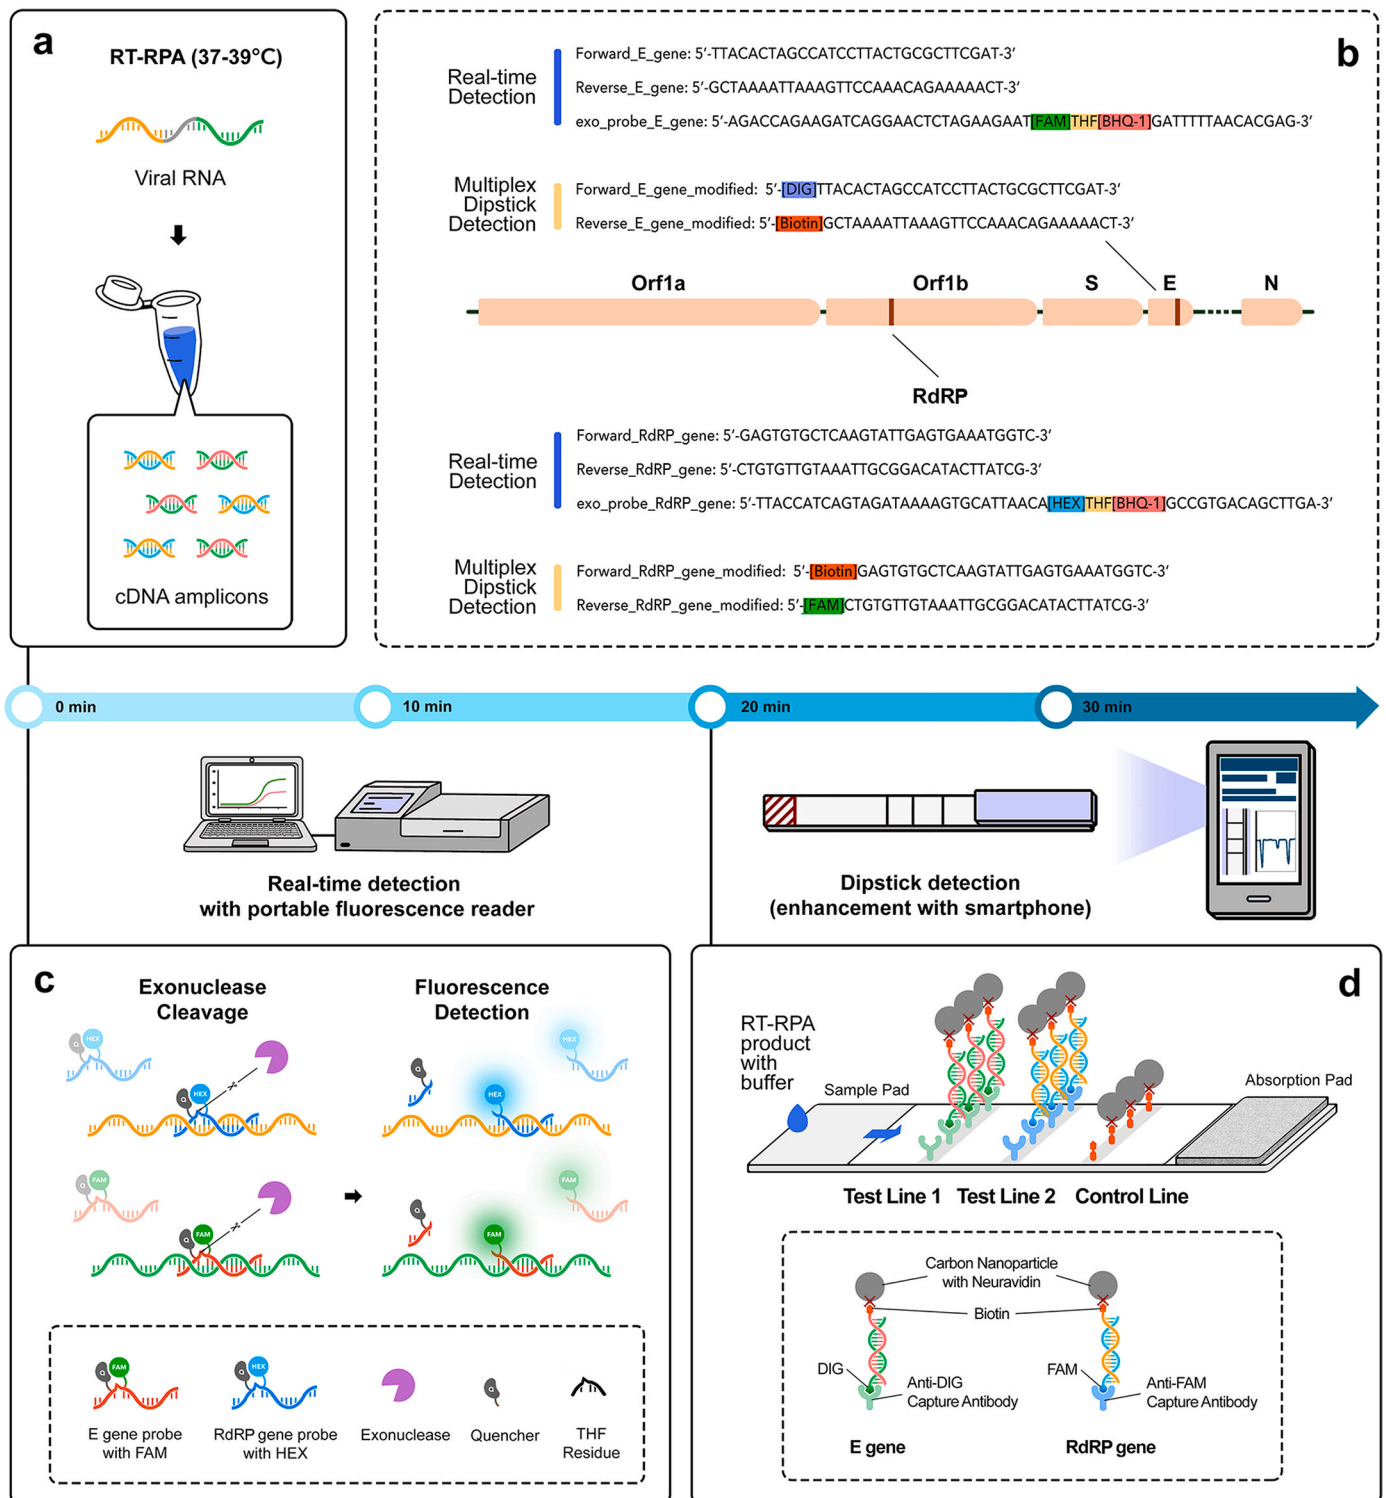 a
RT-RPA (37-39°C)
Viral RNA
cDNA amplicons
b
Real-time
Detection
Forward_E_gene: 5’-TTACACTAGCCATCCTTACTGCGCTTCGAT-3’
Reverse_E_gene: 5’-GCTAAAATTAAAGTTCCAAACAGAAAAACT-3’
exo_probe_E_gene: 5’-AGACCAGAAGATCAGGAACTCTAGAAGAAT[FAM]THF[BHQ-1]GATTTTTAACACGAG-3’
Multiplex
Dipstick
Detection
Forward_E_gene_modified: 5’-[DIG]TTACACTAGCCATCCTTACTGCGCTTCGAT-3’
Reverse_E_gene_modified: 5’-[Biotin]GCTAAAATTAAAGTTCCAAACAGAAAAACT-3’
Orf1a Orf1b S E N
RdRP
Real-time
Detection
Forward_RdRP_gene: 5’-GAGTGTGCTCAAGTATTGAGTGAAATGGTC-3’
Reverse_RdRP_gene: 5’-CTGTGTTGTAAATTGCGGACATACTTATCG-3’
exo_probe_RdRP_gene: 5’-TTACCATCAGTAGATAAAAGTGCATTAACA[HEX]THF[BHQ-1]GCCGTGACAGCTTGA-3’
Multiplex
Dipstick
Detection
Forward_RdRP_gene_modified: 5’-[Biotin]GAGTGTGCTCAAGTATTGAGTGAAATGGTC-3’
Reverse_RdRP_gene_modified: 5’-[FAM]CTGTGTTGTAAATTGCGGACATACTTATCG-3’
0 min 10 min 20 min 30 min
Real-time detection
with portable fluorescence reader
Dipstick detection
(enhancement with smartphone)
c
Exonuclease
Cleavage
Fluorescence
Detection
Q HEX
HEX
Q HEX
Q
HEX
Q FAM
FAM
Q FAM
Q
FAM
Q FAM
Q HEX
Q
E gene probe
with FAM
RdRP gene probe
with HEX
Exonuclease
Quencher
THF
Residue
d
RT-RPA
product
with
buffer
Sample Pad
Absorption Pad
Test Line 1 Test Line 2 Control Line
Carbon Nanoparticle
with Neuravidin
Biotin
DIG
Anti-DIG
Capture Antibody
FAM
Anti-FAM
Capture Antibody
E gene
RdRP gene